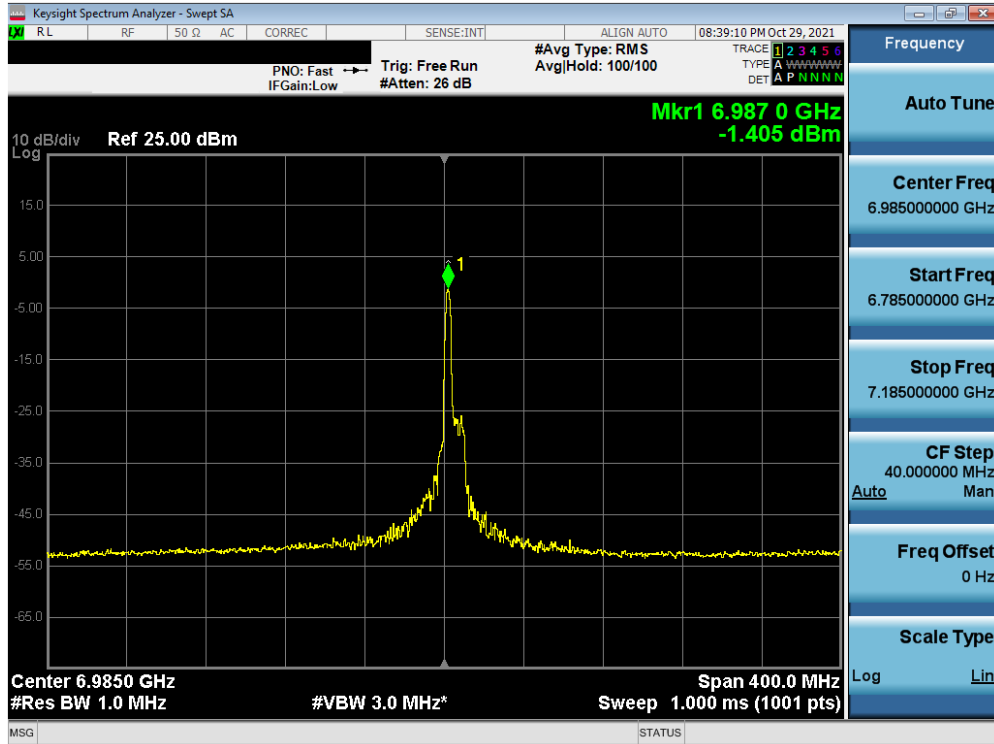 Keysight Spectrum Analyzer - Swept SA
LXI RL RF 50 Ω AC CORREC SENSE:INT ALIGN AUTO 08:39:10 PM Oct 29, 2021
PNO: Fast
IFGain:Low
Trig: Free Run
#Atten: 26 dB
#Avg Type: RMS
Avg|Hold: 100/100
TRACE 1 2 3 4 5 6
TYPE A WWWWW
DET A P N N N N
Mkr1 6.987 0 GHz
-1.405 dBm
10 dB/div Ref 25.00 dBm
Log
15.0
5.00
-5.00
-15.0
-25.0
-35.0
-45.0
-55.0
-65.0
1
Center 6.9850 GHz Span 400.0 MHz
#Res BW 1.0 MHz #VBW 3.0 MHz* Sweep 1.000 ms (1001 pts)
MSG STATUS
Frequency
Auto Tune
Center Freq
6.985000000 GHz
Start Freq
6.785000000 GHz
Stop Freq
7.185000000 GHz
CF Step
40.000000 MHz
Auto Man
Freq Offset
0 Hz
Scale Type
Log Lin